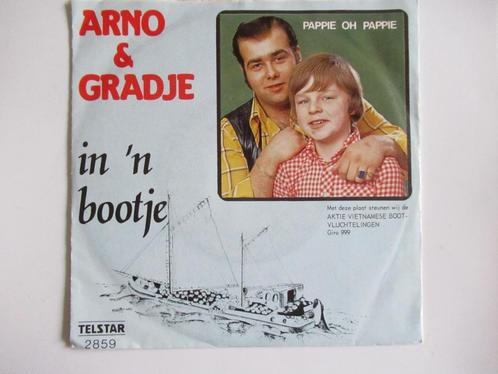 ARNO
&
GRADJE
in 'n
bootje
PAPPIE OH PAPPIE
Met deze plaat steunen wij de
AKTIE VIETNAMESE BOOT-
VLUCHTELINGEN
Giro 999
TELSTAR
2859